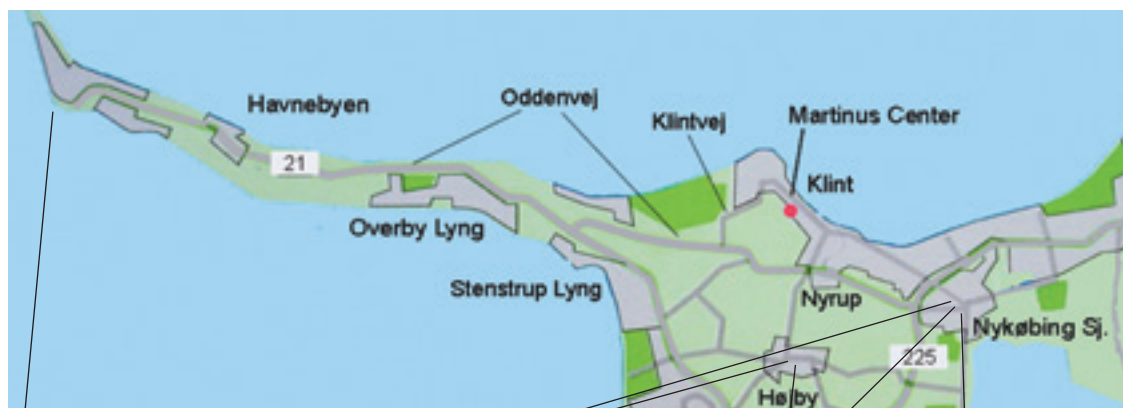 Havnebyen
Oddenvej
Klintvej
Martinus Center
21
Klint
Overby Lyng
Stenstrup Lyng
Nyrup
Nykøbing Sj.
225
Højby